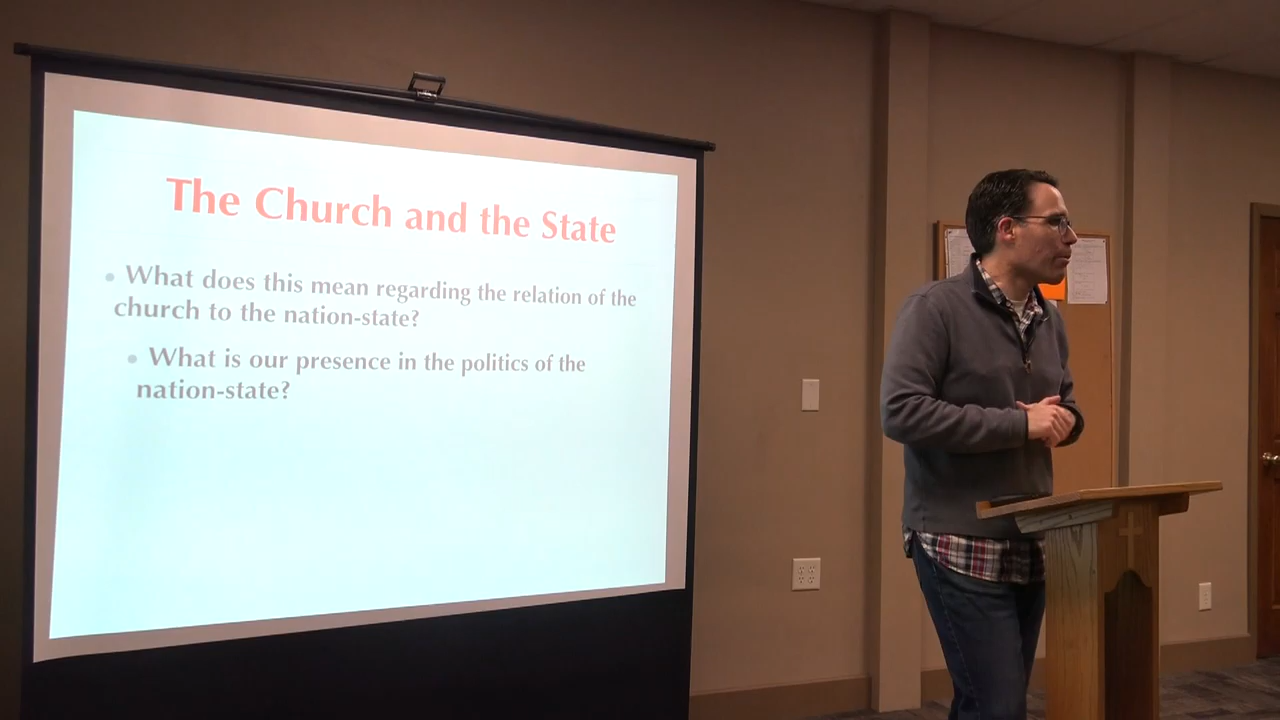 The Church and the State
• What does this mean regarding the relation of the
church to the nation-state?
• What is our presence in the politics of the
nation-state?